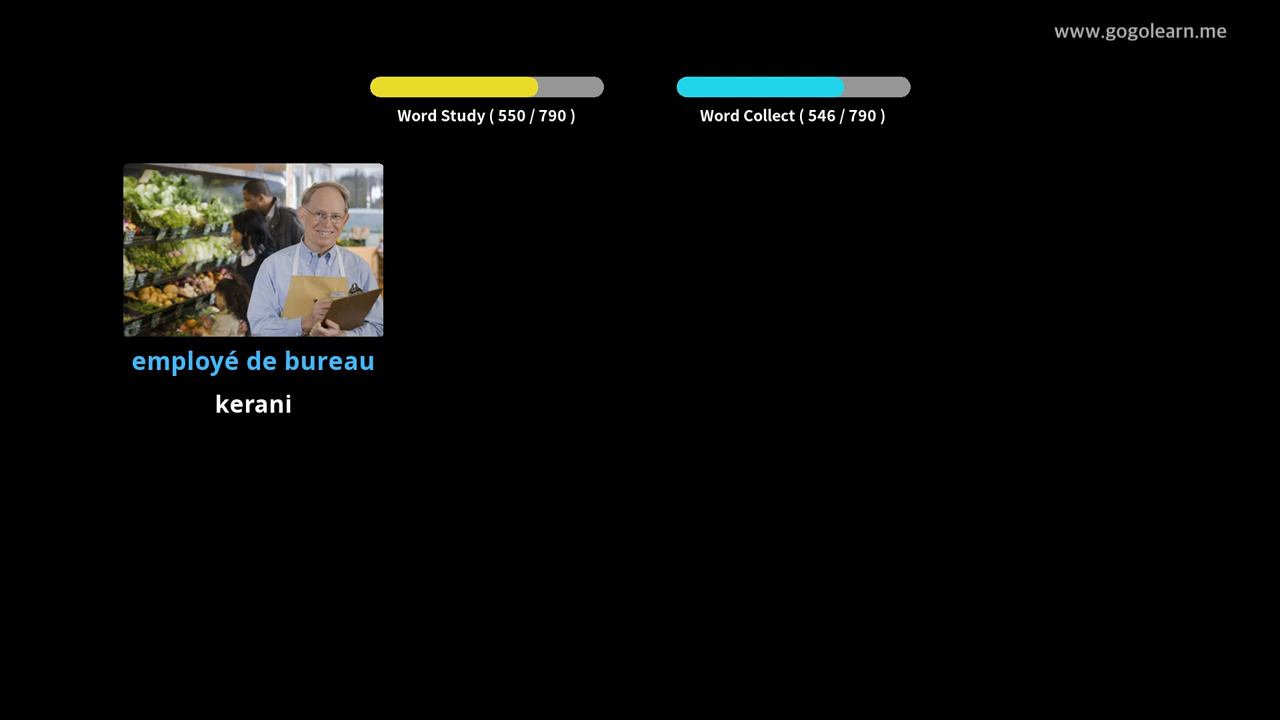 www.gogolearn.me
Word Study ( 550 / 790 )
Word Collect ( 546 / 790 )
employé de bureau
kerani